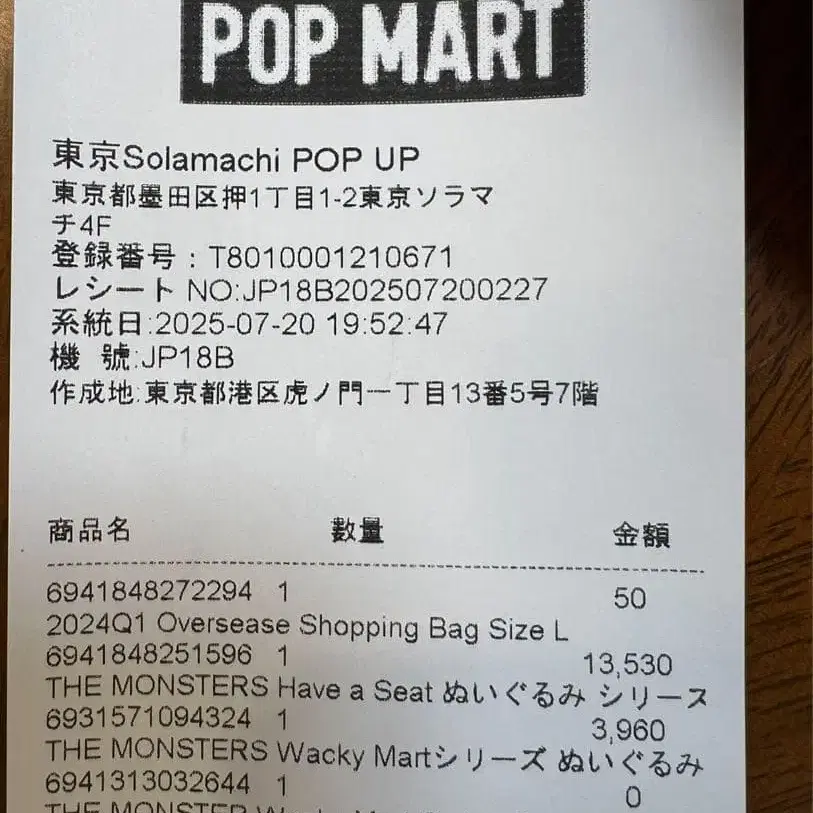 POP MART
東京Solamachi POP UP
東京都墨田区押1丁目1-2東京ソラマ
チ4F
登録番号：T8010001210671
レシート NO:JP18B202507200227
系統日:2025-07-20 19:52:47
機 號:JP18B
作成地:東京都港区虎ノ門一丁目13番5号7階
商品名 數量 金額
6941848272294 1 50
2024Q1 Oversease Shopping Bag Size L
6941848251596 1 13,530
THE MONSTERS Have a Seat ぬいぐるみ シリース
6931571094324 1 3,960
THE MONSTERS Wacky Martシリーズ ぬいぐるみ
6941313032644 1 0
THE MONSTER